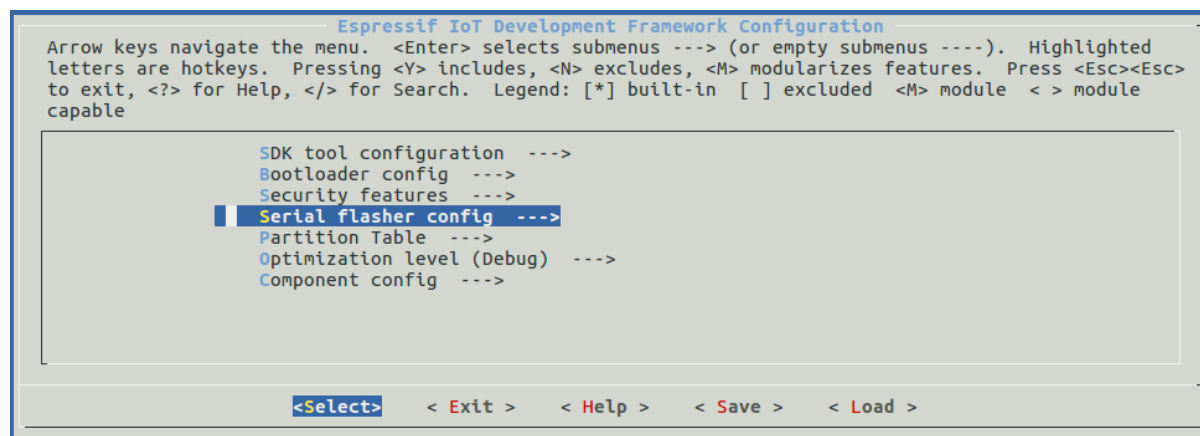 Espressif IoT Development Framework Configuration
Arrow keys navigate the menu.  <Enter> selects submenus ---> (or empty submenus ----).  Highlighted
letters are hotkeys.  Pressing <Y> includes, <N> excludes, <M> modularizes features.  Press <Esc><Esc>
to exit, <?> for Help, </> for Search.  Legend: [*] built-in  [ ] excluded  <M> module  < > module
capable
SDK tool configuration  --->
Bootloader config  --->
Security features  --->
Serial flasher config  --->
Partition Table  --->
Optimization level (Debug)  --->
Component config  --->
<Select>    < Exit >    < Help >    < Save >    < Load >